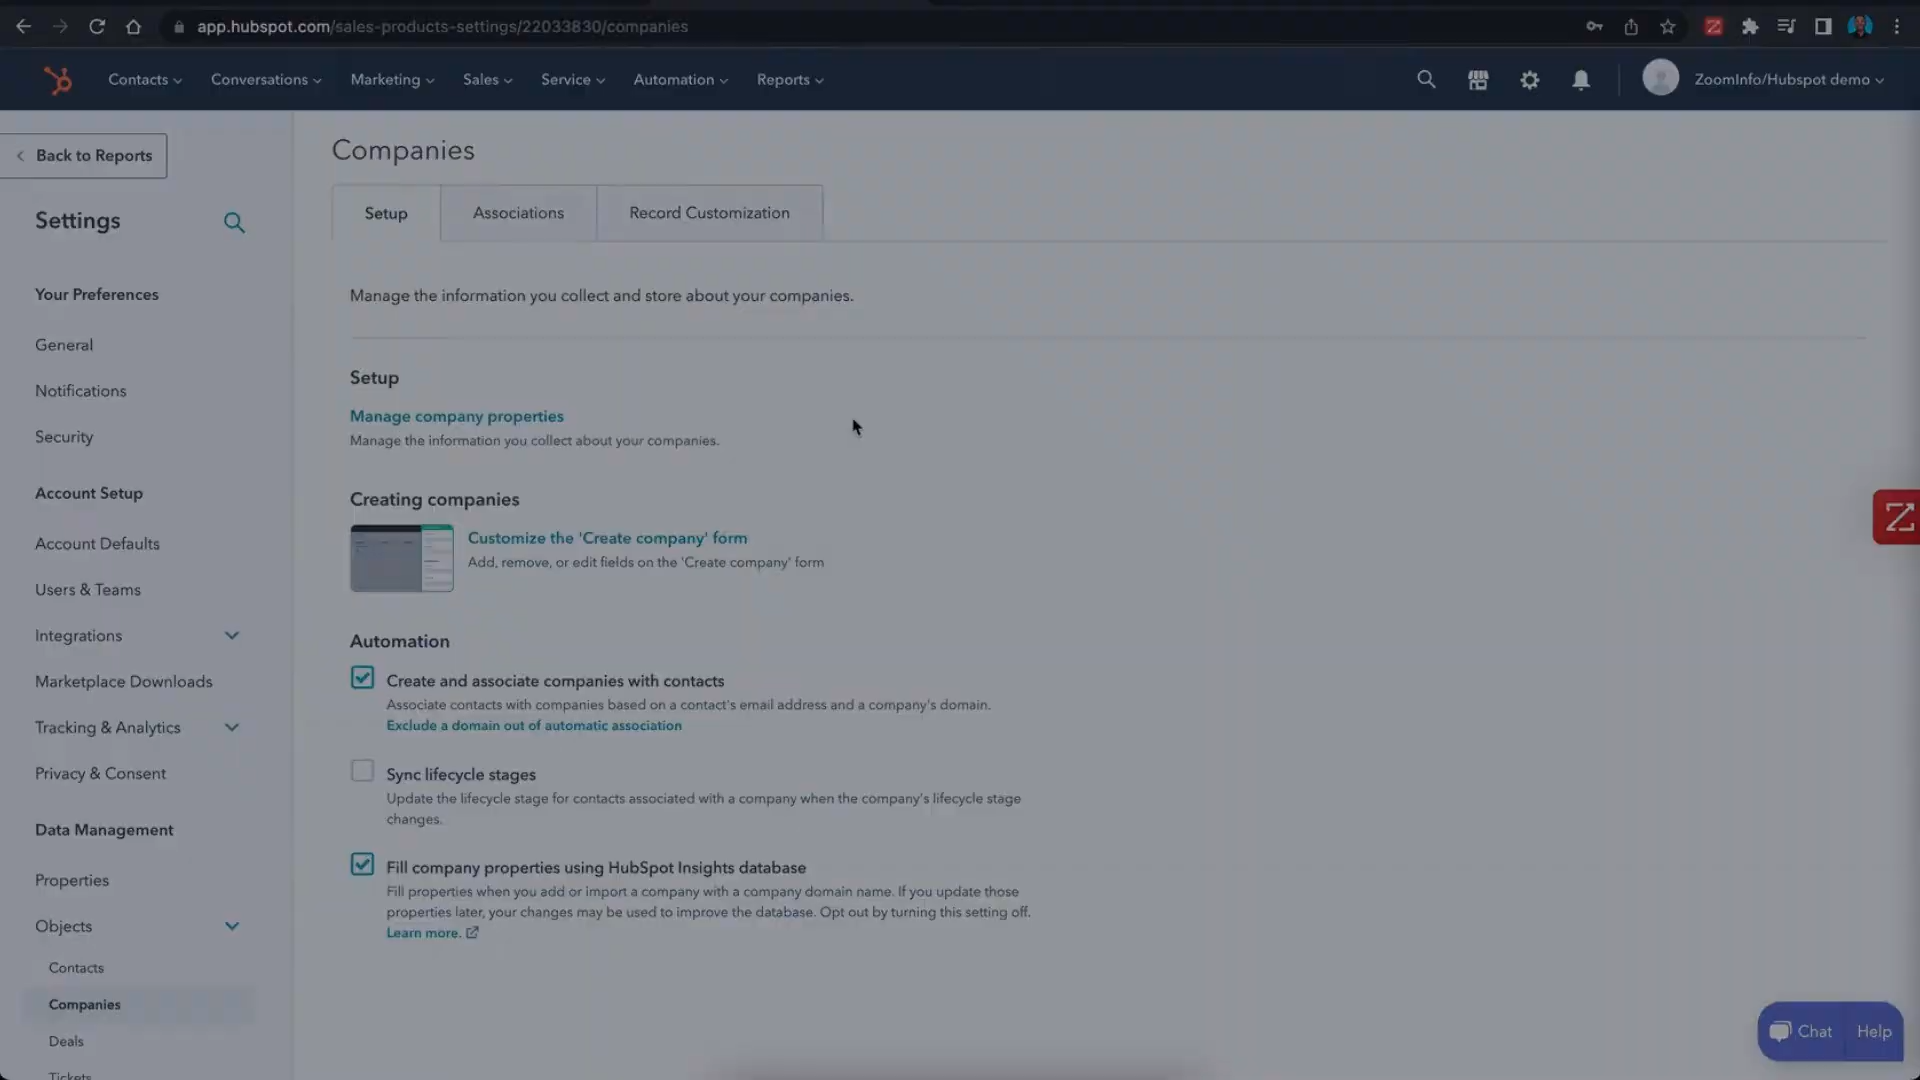 app.hubspot.com/sales-products-settings/22033830/companies
Contacts
Conversations
Marketing
Sales
Service
Automation
Reports
ZoomInfo/Hubspot demo
Back to Reports
Settings
Your Preferences
General
Notifications
Security
Account Setup
Account Defaults
Users & Teams
Integrations
Marketplace Downloads
Tracking & Analytics
Privacy & Consent
Data Management
Properties
Objects
Contacts
Companies
Deals
Tickets
Companies
Setup
Associations
Record Customization
Manage the information you collect and store about your companies.
Setup
Manage company properties
Manage the information you collect about your companies.
Creating companies
Customize the 'Create company' form
Add, remove, or edit fields on the 'Create company' form
Automation
Create and associate companies with contacts
Associate contacts with companies based on a contact's email address and a company's domain.
Exclude a domain out of automatic association
Sync lifecycle stages
Update the lifecycle stage for contacts associated with a company when the company's lifecycle stage
changes.
Fill company properties using HubSpot Insights database
Fill properties when you add or import a company with a company domain name. If you update those
properties later, your changes may be used to improve the database. Opt out by turning this setting off.
Learn more.
Chat
Help